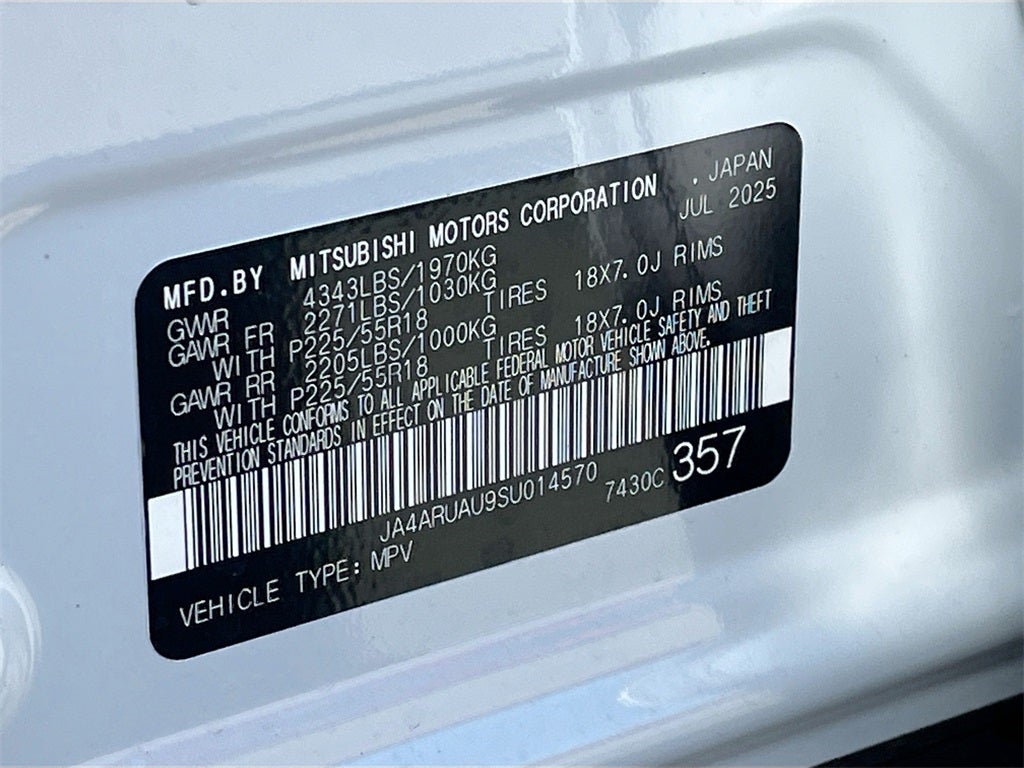 MFD.BY MITSUBISHI MOTORS CORPORATION . JAPAN
JUL 2025
GVWR 4343LBS/1970KG
GAWR FR 2271LBS/1030KG
WITH P225/55R18 TIRES 18X7.0J RIMS
GAWR RR 2205LBS/1000KG
WITH P225/55R18 TIRES 18X7.0J RIMS
THIS VEHICLE CONFORMS TO ALL APPLICABLE FEDERAL MOTOR VEHICLE SAFETY AND THEFT
PREVENTION STANDARDS IN EFFECT ON THE DATE OF MANUFACTURE SHOWN ABOVE.
JA4ARUAU9SU014570 7430C 357
VEHICLE TYPE: MPV